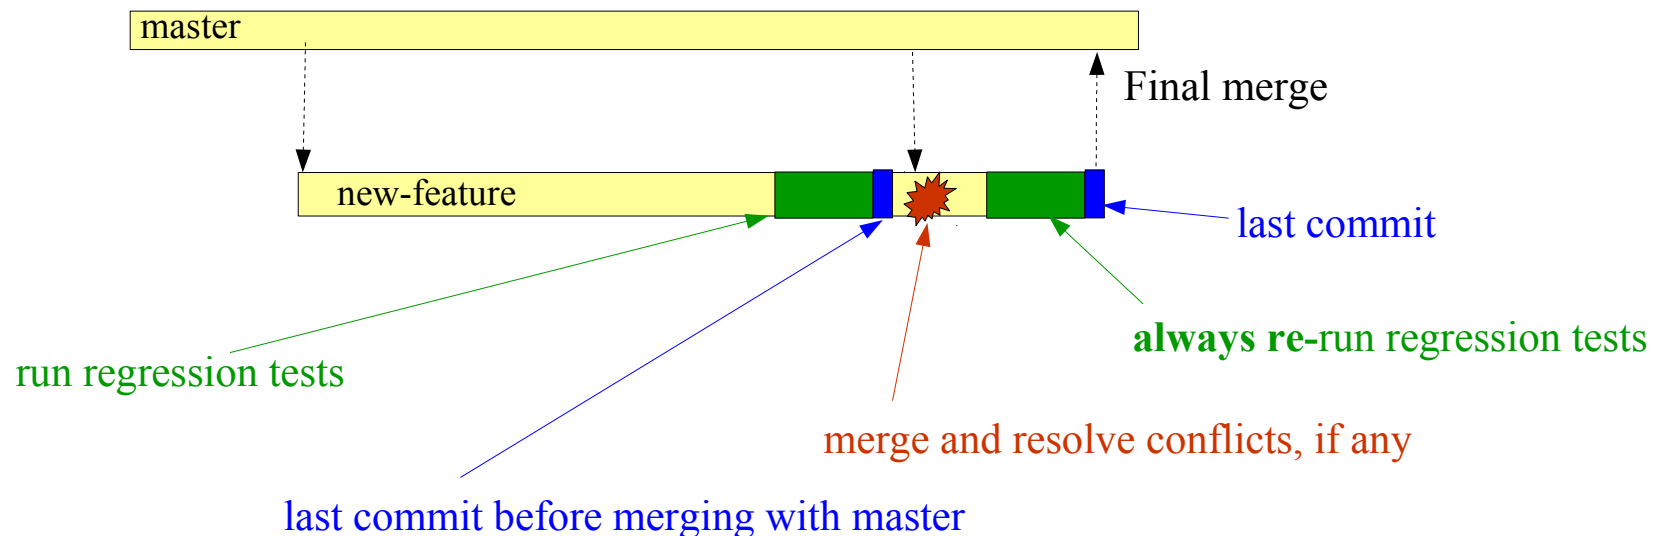 master
Final merge
new-feature
last commit
always re-run regression tests
run regression tests
merge and resolve conflicts, if any
last commit before merging with master